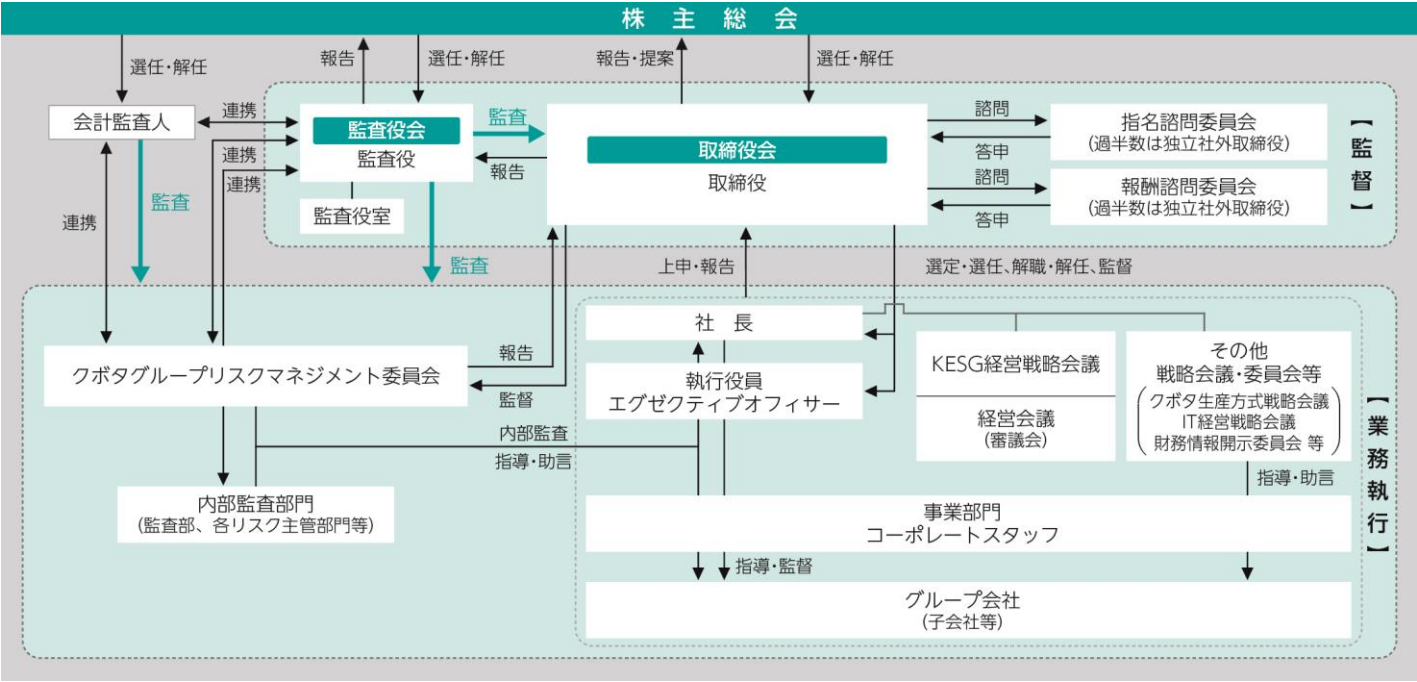 株主総会
選任・解任
報告
選任・解任
報告・提案
選任・解任
会計監査人
連携
監査役会
監査役
監査
報告
取締役会
取締役
諮問
答申
指名諮問委員会
(過半数は独立社外取締役)
諮問
答申
報酬諮問委員会
(過半数は独立社外取締役)
【監督】
連携
連携
監査役室
連携
監査
監査
上申・報告
選定・選任、解職・解任、監督
社長
クボタグループリスクマネジメント委員会
報告
監督
執行役員
エグゼクティブオフィサー
KESG経営戦略会議
経営会議
(審議会)
その他
戦略会議・委員会等
(クボタ生産方式戦略会議
IT経営戦略会議
財務情報開示委員会 等)
【業務執行】
内部監査
指導・助言
指導・助言
内部監査部門
(監査部、各リスク主管部門等)
事業部門
コーポレートスタッフ
指導・監督
グループ会社
(子会社等)